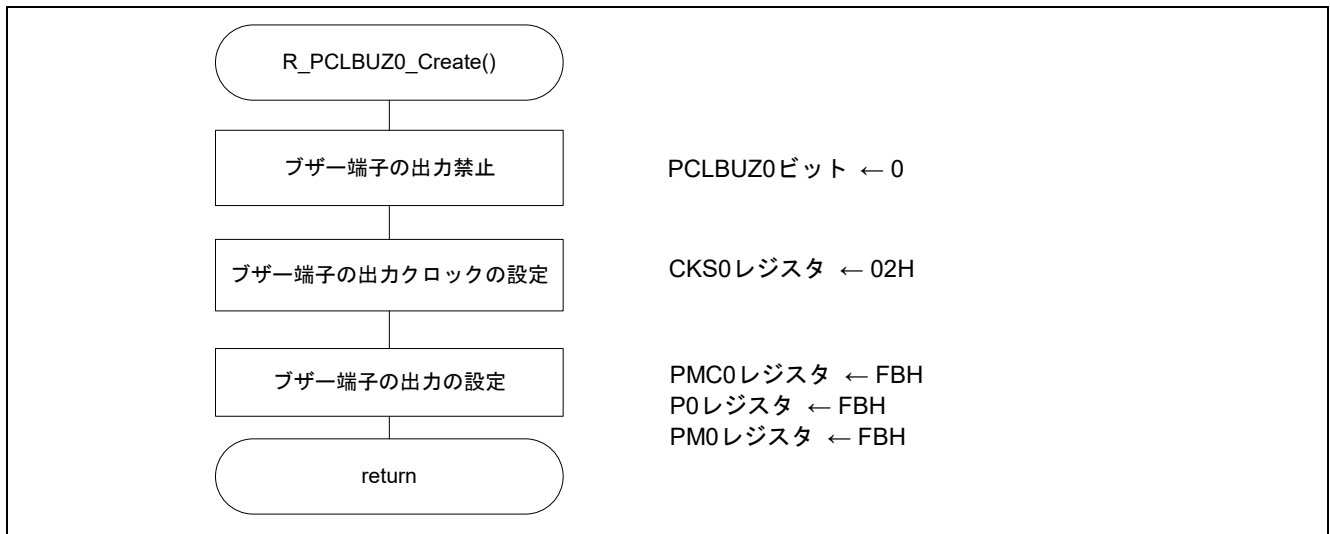 R_PCLBUZ0_Create()
ブザー端子の出力禁止 PCLBUZ0ビット ← 0
ブザー端子の出力クロックの設定 CKS0レジスタ ← 02H
ブザー端子の出力の設定 PMC0レジスタ ← FBH
P0レジスタ ← FBH
PM0レジスタ ← FBH
return